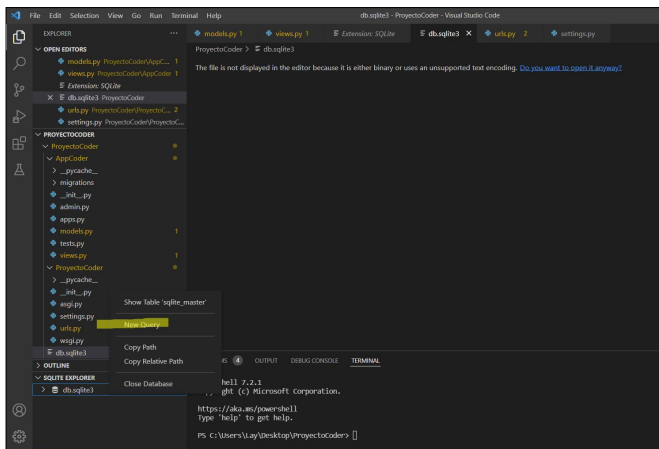 File Edit Selection View Go Run Terminal Help
db.sqlite3 - ProyectoCoder - Visual Studio Code
EXPLORER
models.py 1
views.py 1
Extension: SQLite
db.sqlite3
urls.py 2
settings.py
ProyectoCoder > db.sqlite3
The file is not displayed in the editor because it is either binary or uses an unsupported text encoding. Do you want to open it anyway?
OPEN EDITORS
models.py ProyectoCoder\AppC... 1
views.py ProyectoCoder\AppCoder 1
Extension: SQLite
db.sqlite3 ProyectoCoder
urls.py ProyectoCoder\ProyectoC... 2
settings.py ProyectoCoder\ProyectoC...
PROYECTOCODER
ProyectoCoder
AppCoder
__pycache__
migrations
__init__.py
admin.py
apps.py
models.py 1
tests.py
views.py 1
ProyectoCoder
__pycache__
__init__.py
asgi.py
settings.py
urls.py
wsgi.py
db.sqlite3
OUTLINE
SQLITE EXPLORER
db.sqlite3
Show Table 'sqlite_master'
New Query
Copy Path
Copy Relative Path
Close Database
MS 4 OUTPUT DEBUG CONSOLE TERMINAL
hell 7.2.1
ght (c) Microsoft Corporation.
https://aka.ms/powershell
Type 'help' to get help.
PS C:\Users\Lay\Desktop\ProyectoCoder>